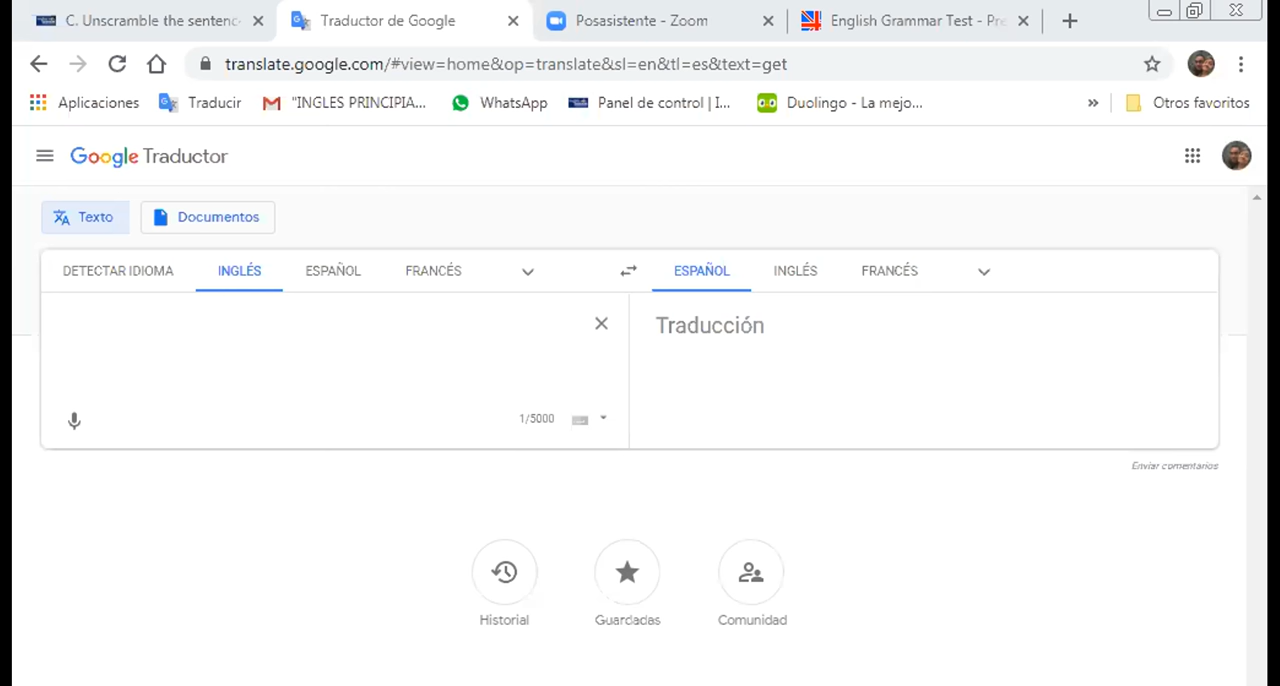 C. Unscramble the sentenc
Traductor de Google
Posasistente - Zoom
English Grammar Test - Pre
translate.google.com/#view=home&op=translate&sl=en&tl=es&text=get
Aplicaciones
Traducir
"INGLES PRINCIPIA...
WhatsApp
Panel de control | I...
Duolingo - La mejo...
»
Otros favoritos
Google Traductor
Texto
Documentos
DETECTAR IDIOMA
INGLÉS
ESPAÑOL
FRANCÉS
ESPAÑOL
INGLÉS
FRANCÉS
Traducción
1/5000
Enviar comentarios
Historial
Guardadas
Comunidad